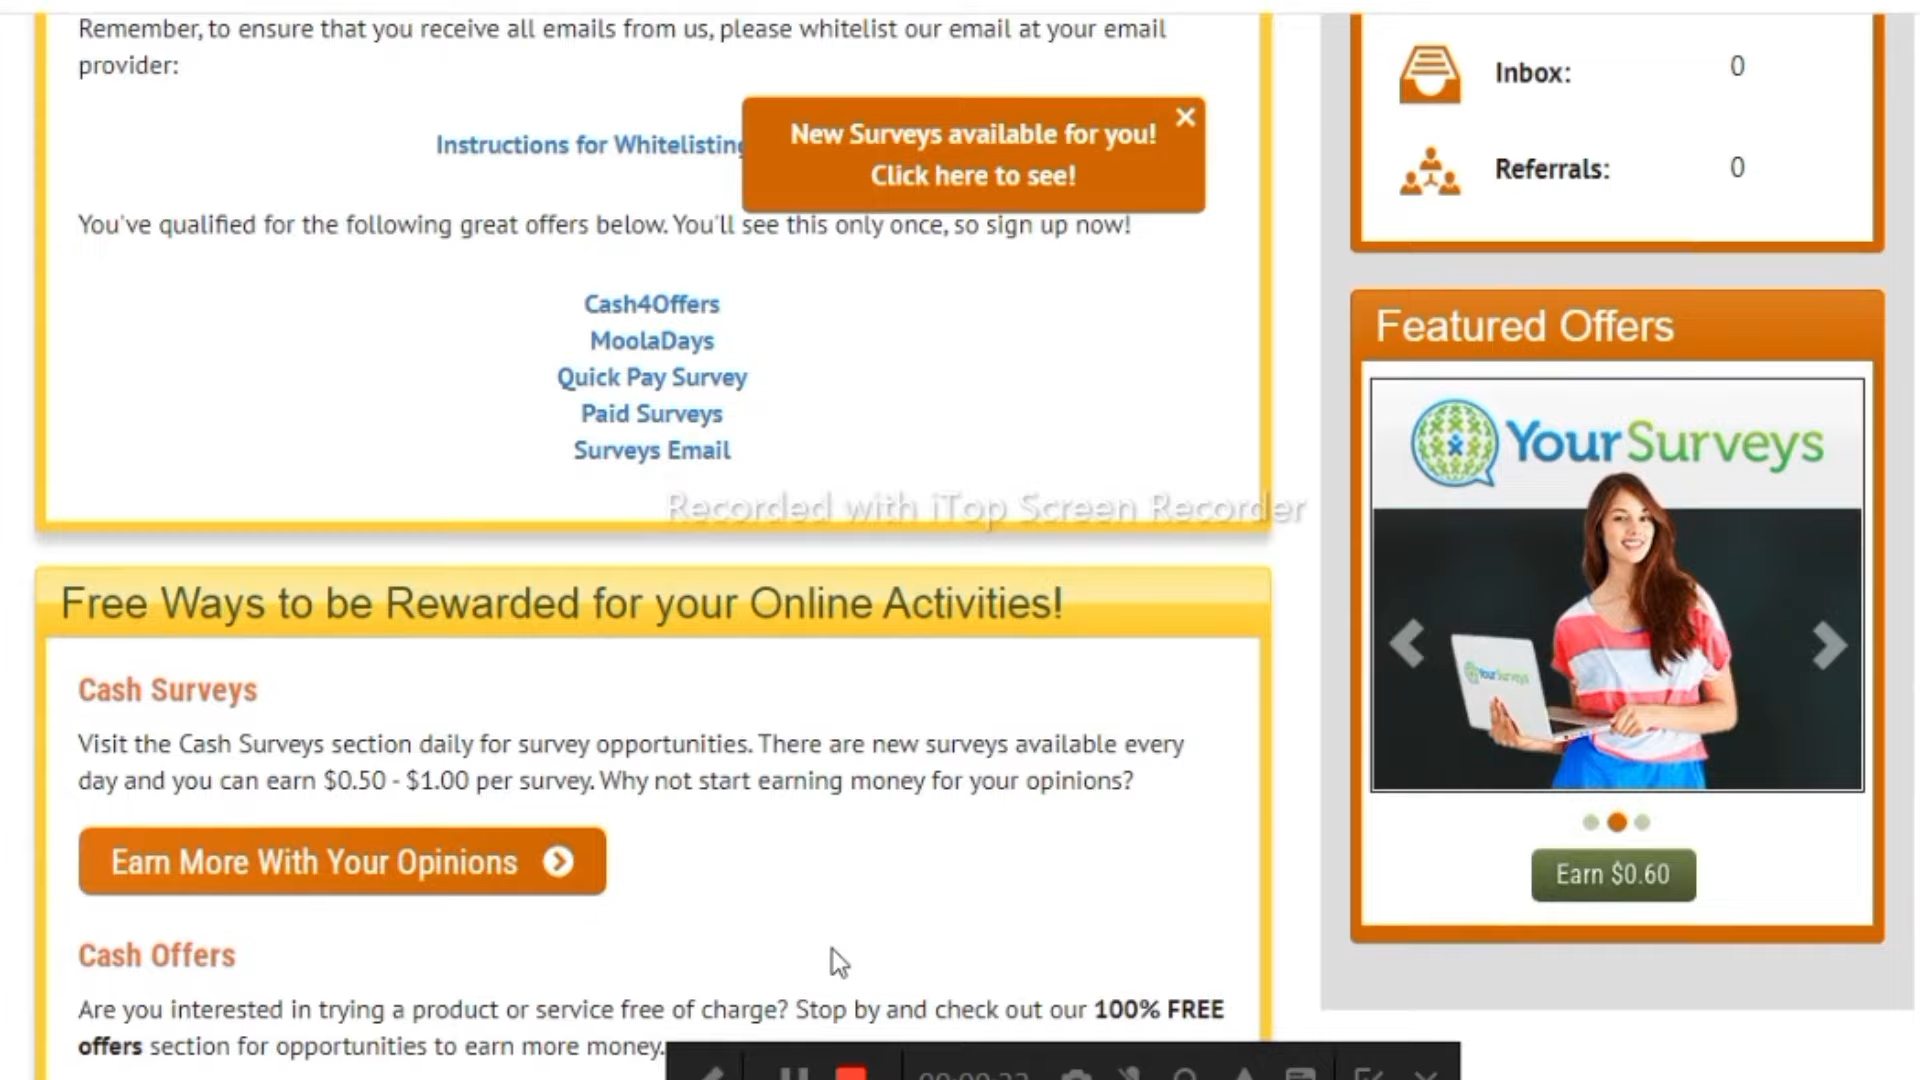 Remember, to ensure that you receive all emails from us, please whitelist our email at your email
provider:
Instructions for Whitelisting
New Surveys available for you!
Click here to see!
You've qualified for the following great offers below. You'll see this only once, so sign up now!
Cash4Offers
MoolaDays
Quick Pay Survey
Paid Surveys
Surveys Email
Recorded with iTop Screen Recorder
Free Ways to be Rewarded for your Online Activities!
Cash Surveys
Visit the Cash Surveys section daily for survey opportunities. There are new surveys available every
day and you can earn $0.50 - $1.00 per survey. Why not start earning money for your opinions?
Earn More With Your Opinions
Cash Offers
Are you interested in trying a product or service free of charge? Stop by and check out our 100% FREE
offers section for opportunities to earn more money.
Inbox: 0
Referrals: 0
Featured Offers
YourSurveys
YourSurveys
Earn $0.60